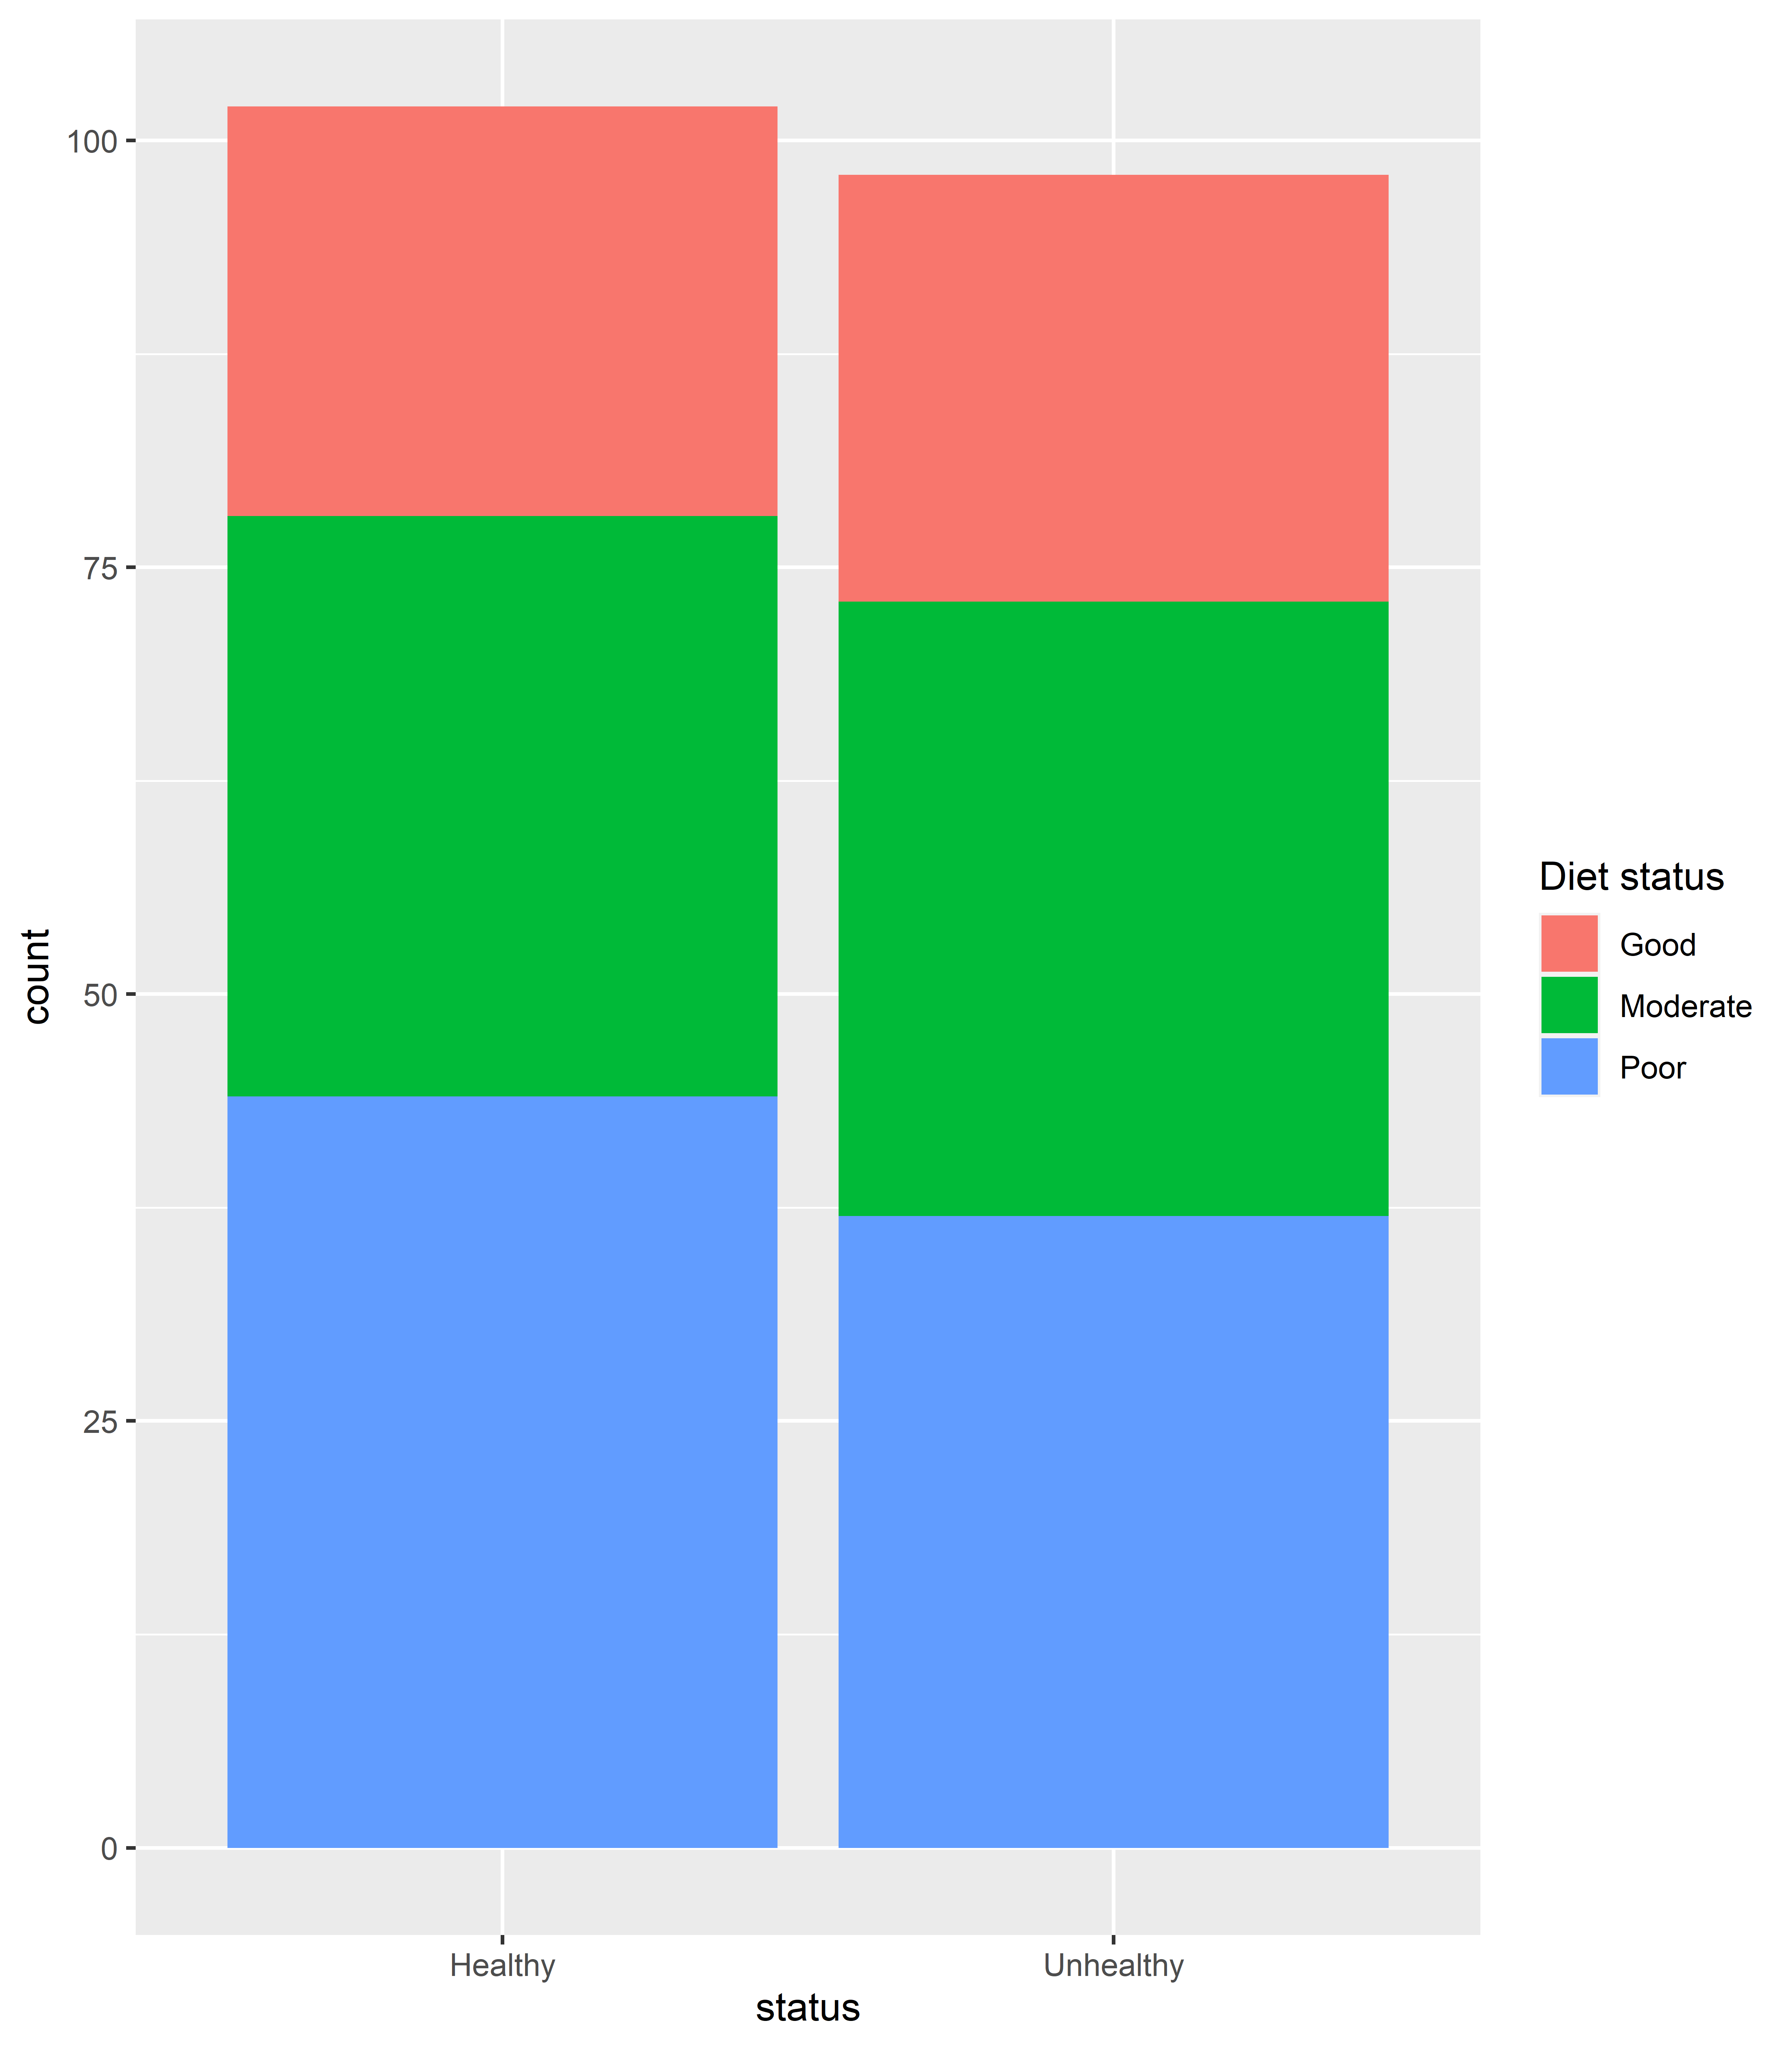 100
75
50
25
0
count
Healthy
Unhealthy
status
Diet status
Good
Moderate
Poor